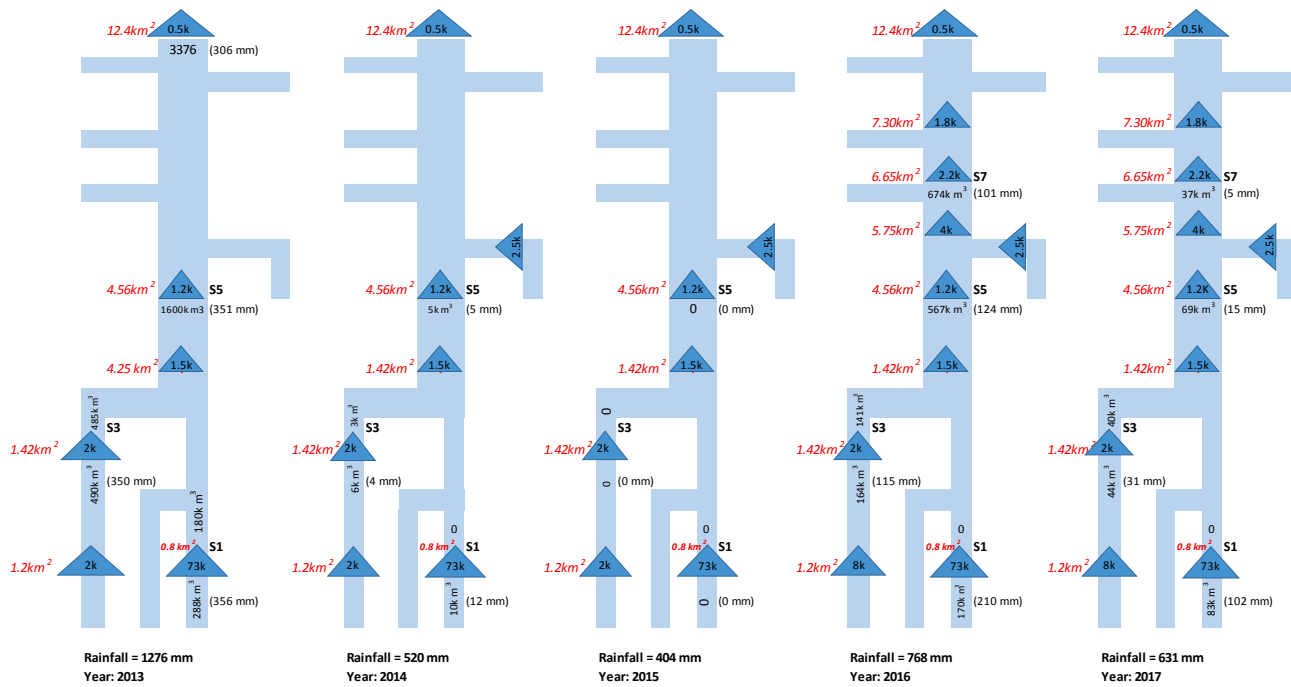 12.4km²
0.5k
3376 (306 mm)
4.56km²
1.2k
S5
1600k m3 (351 mm)
4.25 km²
1.5k
485k m³
S3
1.42km²
2k
490k m³
(350 mm)
180k m³
0.8 km²
S1
1.2km²
2k
73k
288k m³
(356 mm)
Rainfall = 1276 mm
Year: 2013
12.4km²
0.5k
2.5k
4.56km²
1.2k
S5
5k m³ (5 mm)
1.42km²
1.5k
3k m³
S3
1.42km²
2k
6k m³
(4 mm)
0
0.8 km²
S1
1.2km²
2k
73k
10k m³
(12 mm)
Rainfall = 520 mm
Year: 2014
12.4km²
0.5k
2.5k
4.56km²
1.2k
S5
0 (0 mm)
1.42km²
1.5k
0
S3
1.42km²
2k
0
(0 mm)
0
0.8 km²
S1
1.2km²
2k
73k
0
(0 mm)
Rainfall = 404 mm
Year: 2015
12.4km²
0.5k
7.30km²
1.8k
6.65km²
2.2k
S7
674k m³ (101 mm)
5.75km²
4k
2.5k
4.56km²
1.2k
S5
567k m³ (124 mm)
1.42km²
1.5k
141k m³
S3
1.42km²
2k
164k m³
(115 mm)
0
0.8 km²
S1
1.2km²
8k
73k
170k m³
(210 mm)
Rainfall = 768 mm
Year: 2016
12.4km²
0.5k
7.30km²
1.8k
6.65km²
2.2k
S7
37k m³ (5 mm)
5.75km²
4k
2.5k
4.56km²
1.2K
S5
69k m³ (15 mm)
1.42km²
1.5k
40k m³
S3
1.42km²
2k
44k m³
(31 mm)
0
0.8 km²
S1
1.2km²
8k
73k
83k m³
(102 mm)
Rainfall = 631 mm
Year: 2017